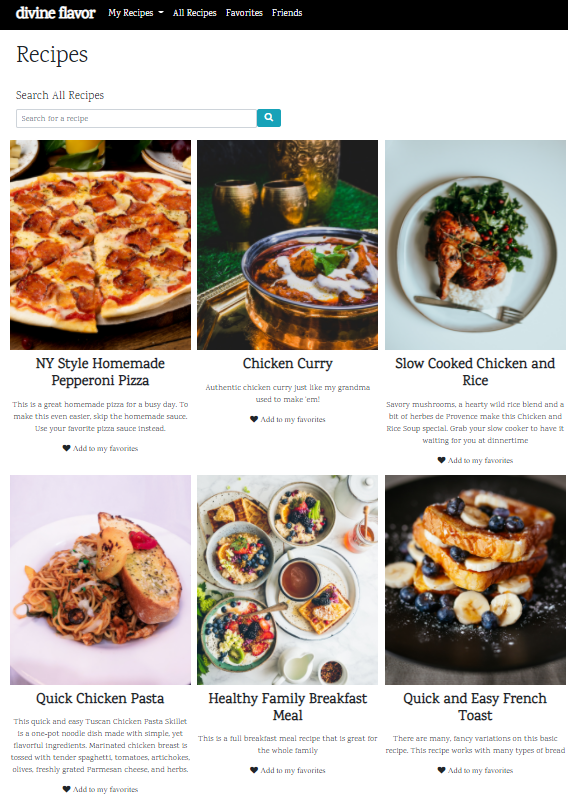 divine flavor My Recipes All Recipes Favorites Friends
Recipes
Search All Recipes
Search for a recipe
NY Style Homemade
Pepperoni Pizza
This is a great homemade pizza for a busy day. To
make this even easier, skip the homemade sauce.
Use your favorite pizza sauce instead.
Add to my favorites
Chicken Curry
Authentic chicken curry just like my grandma
used to make 'em!
Add to my favorites
Slow Cooked Chicken and
Rice
Savory mushrooms, a hearty wild rice blend and a
bit of herbes de Provence make this Chicken and
Rice Soup special. Grab your slow cooker to have it
waiting for you at dinnertime
Add to my favorites
Quick Chicken Pasta
This quick and easy Tuscan Chicken Pasta Skillet
is a one-pot noodle dish made with simple, yet
flavorful ingredients. Marinated chicken breast is
tossed with tender spaghetti, tomatoes, artichokes,
olives, freshly grated Parmesan cheese, and herbs.
Add to my favorites
Healthy Family Breakfast
Meal
This is a full breakfast meal recipe that is great for
the whole family
Add to my favorites
Quick and Easy French
Toast
There are many, fancy variations on this basic
recipe. This recipe works with many types of bread
Add to my favorites